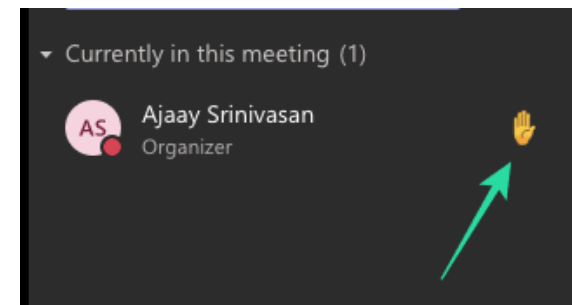 Currently in this meeting (1)
AS
Ajaay Srinivasan
Organizer